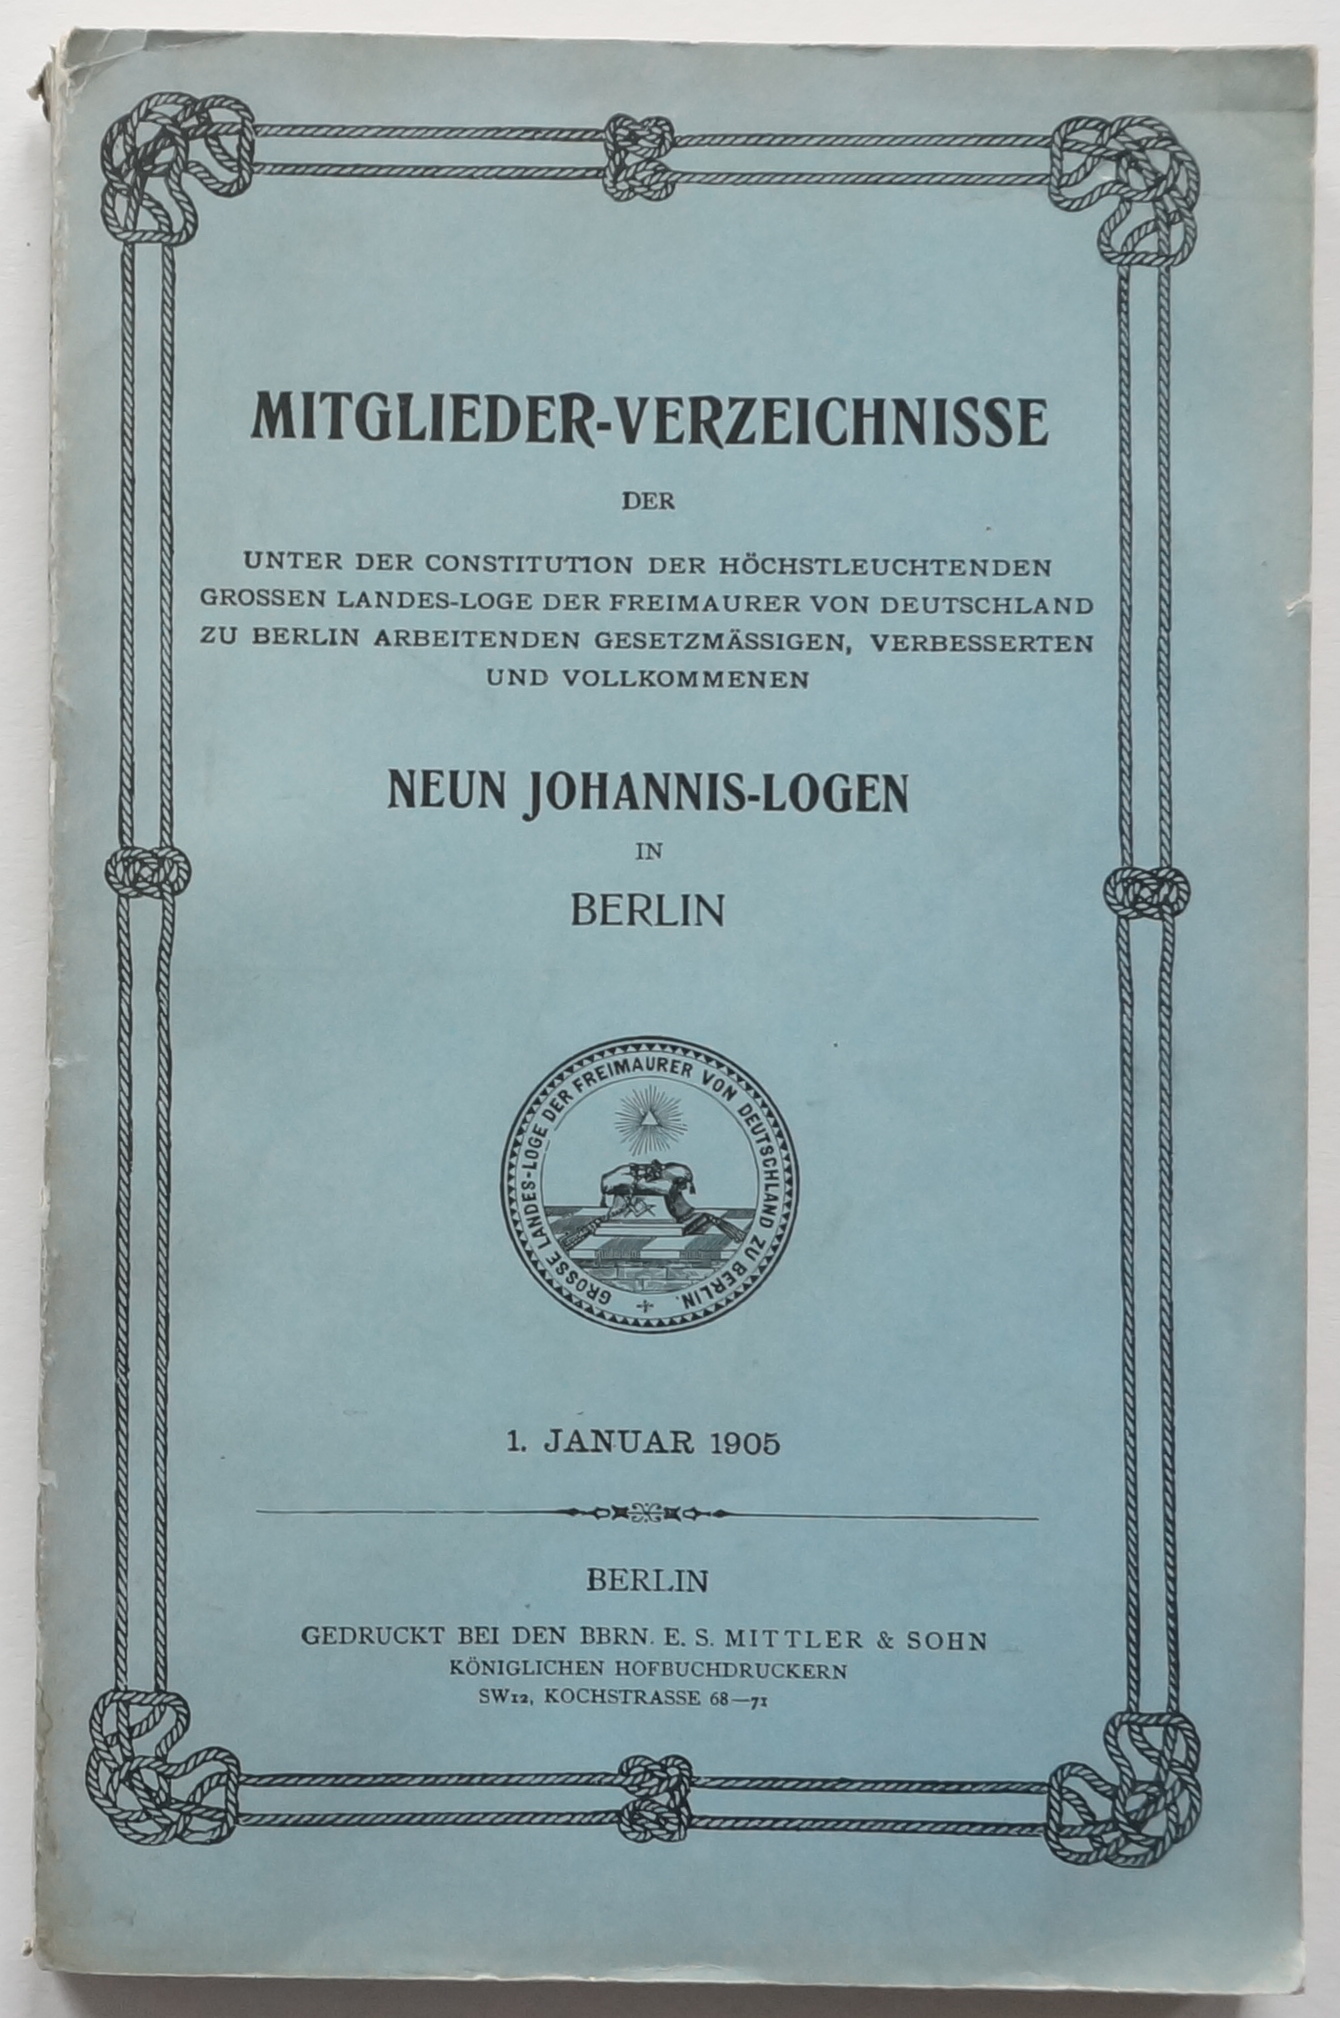 MITGLIEDER-VERZEICHNISSE
DER
UNTER DER CONSTITUTION DER HÖCHSTLEUCHTENDEN
GROSSEN LANDES-LOGE DER FREIMAURER VON DEUTSCHLAND
ZU BERLIN ARBEITENDEN GESETZMÄSSIGEN, VERBESSERTEN
UND VOLLKOMMENEN
NEUN JOHANNIS-LOGEN
IN
BERLIN
GROSSE LANDES-LOGE DER FREIMAURER VON DEUTSCHLAND ZU BERLIN.
1. JANUAR 1905
BERLIN
GEDRUCKT BEI DEN BBRN. E. S. MITTLER & SOHN
KÖNIGLICHEN HOFBUCHDRUCKERN
SW12, KOCHSTRASSE 68—71